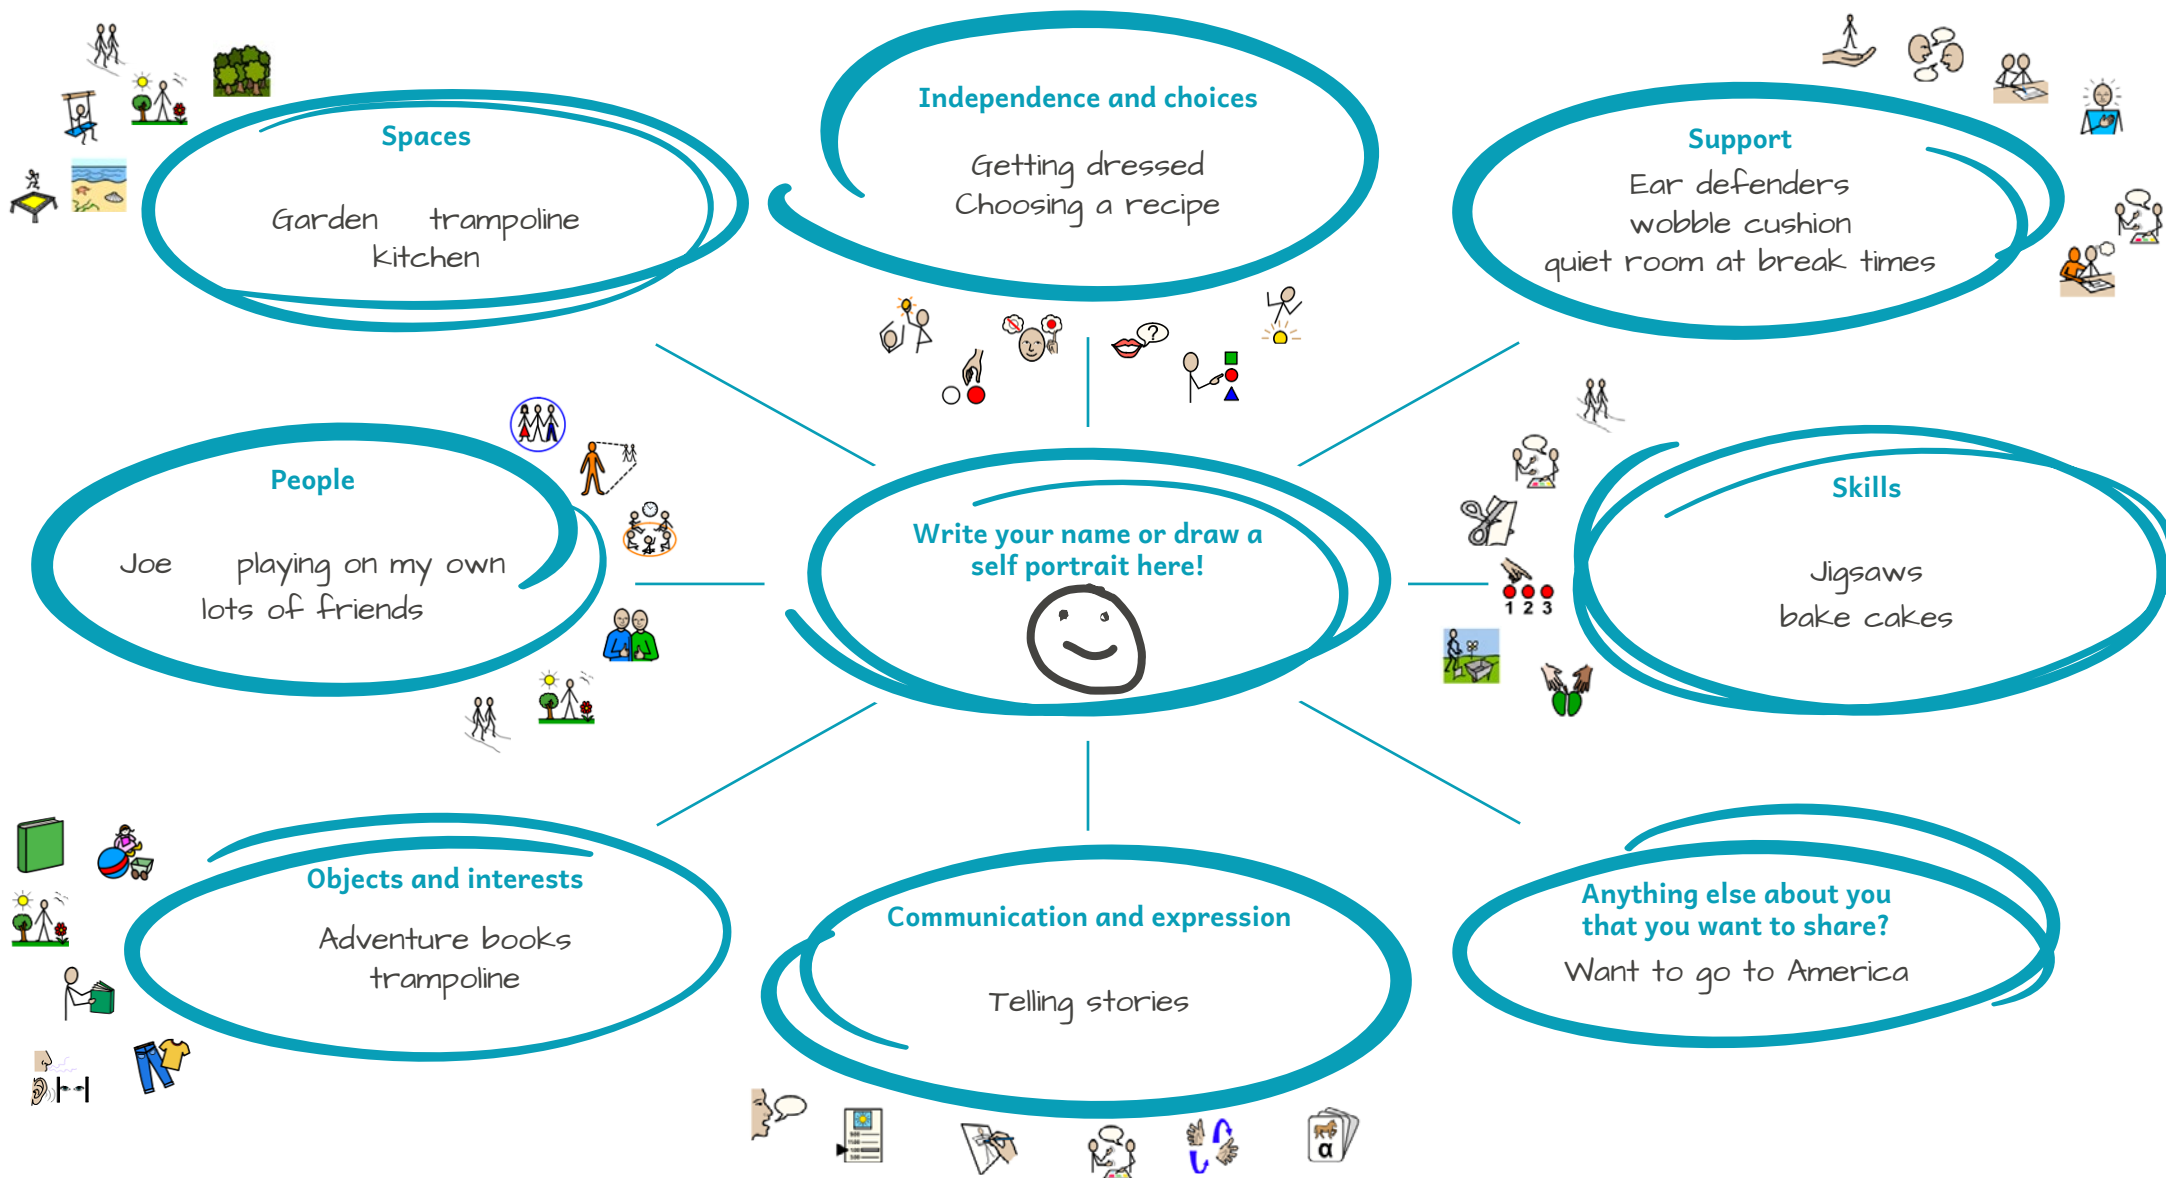 Spaces
Garden trampoline
kitchen
Independence and choices
Getting dressed
Choosing a recipe
Support
Ear defenders
wobble cushion
quiet room at break times
People
Joe playing on my own
lots of friends
Write your name or draw a
self portrait here!
Skills
Jigsaws
bake cakes
1 2 3
Objects and interests
Adventure books
trampoline
Communication and expression
Telling stories
Anything else about you
that you want to share?
Want to go to America
?
α